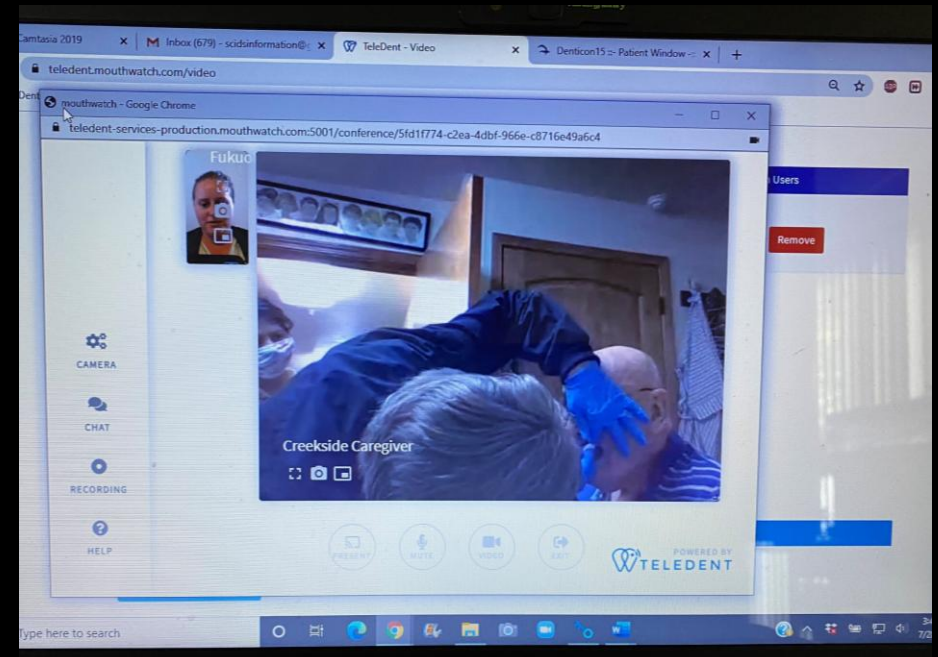 Camtasia 2019
Inbox (679) - scidsinformation@
TeleDent - Video
Denticon15 :- Patient Window -
teledent.mouthwatch.com/video
Dent
mouthwatch - Google Chrome
teledent-services-production.mouthwatch.com:5001/conference/5fd1f774-c2ea-4dbf-966e-c8716e49a6c4
Fukuo
Users
Remove
CAMERA
CHAT
RECORDING
HELP
Creekside Caregiver
PRESENT
MUTE
VIDEO
EXIT
POWERED BY
TELEDENT
Type here to search